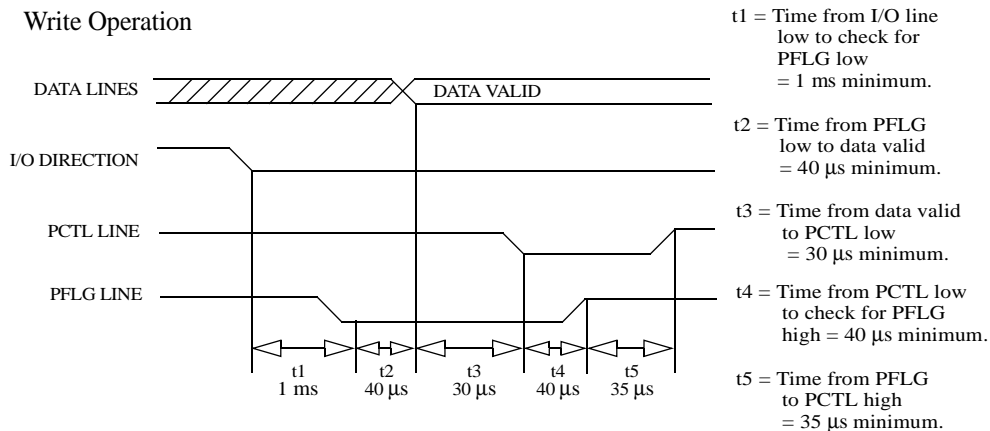 Write Operation
DATA LINES
DATA VALID
I/O DIRECTION
PCTL LINE
PFLG LINE
t1
1 ms
t2
40 µs
t3
30 µs
t4
40 µs
t5
35 µs
t1 = Time from I/O line
low to check for
PFLG low
= 1 ms minimum.
t2 = Time from PFLG
low to data valid
= 40 µs minimum.
t3 = Time from data valid
to PCTL low
= 30 µs minimum.
t4 = Time from PCTL low
to check for PFLG
high = 40 µs minimum.
t5 = Time from PFLG
to PCTL high
= 35 µs minimum.